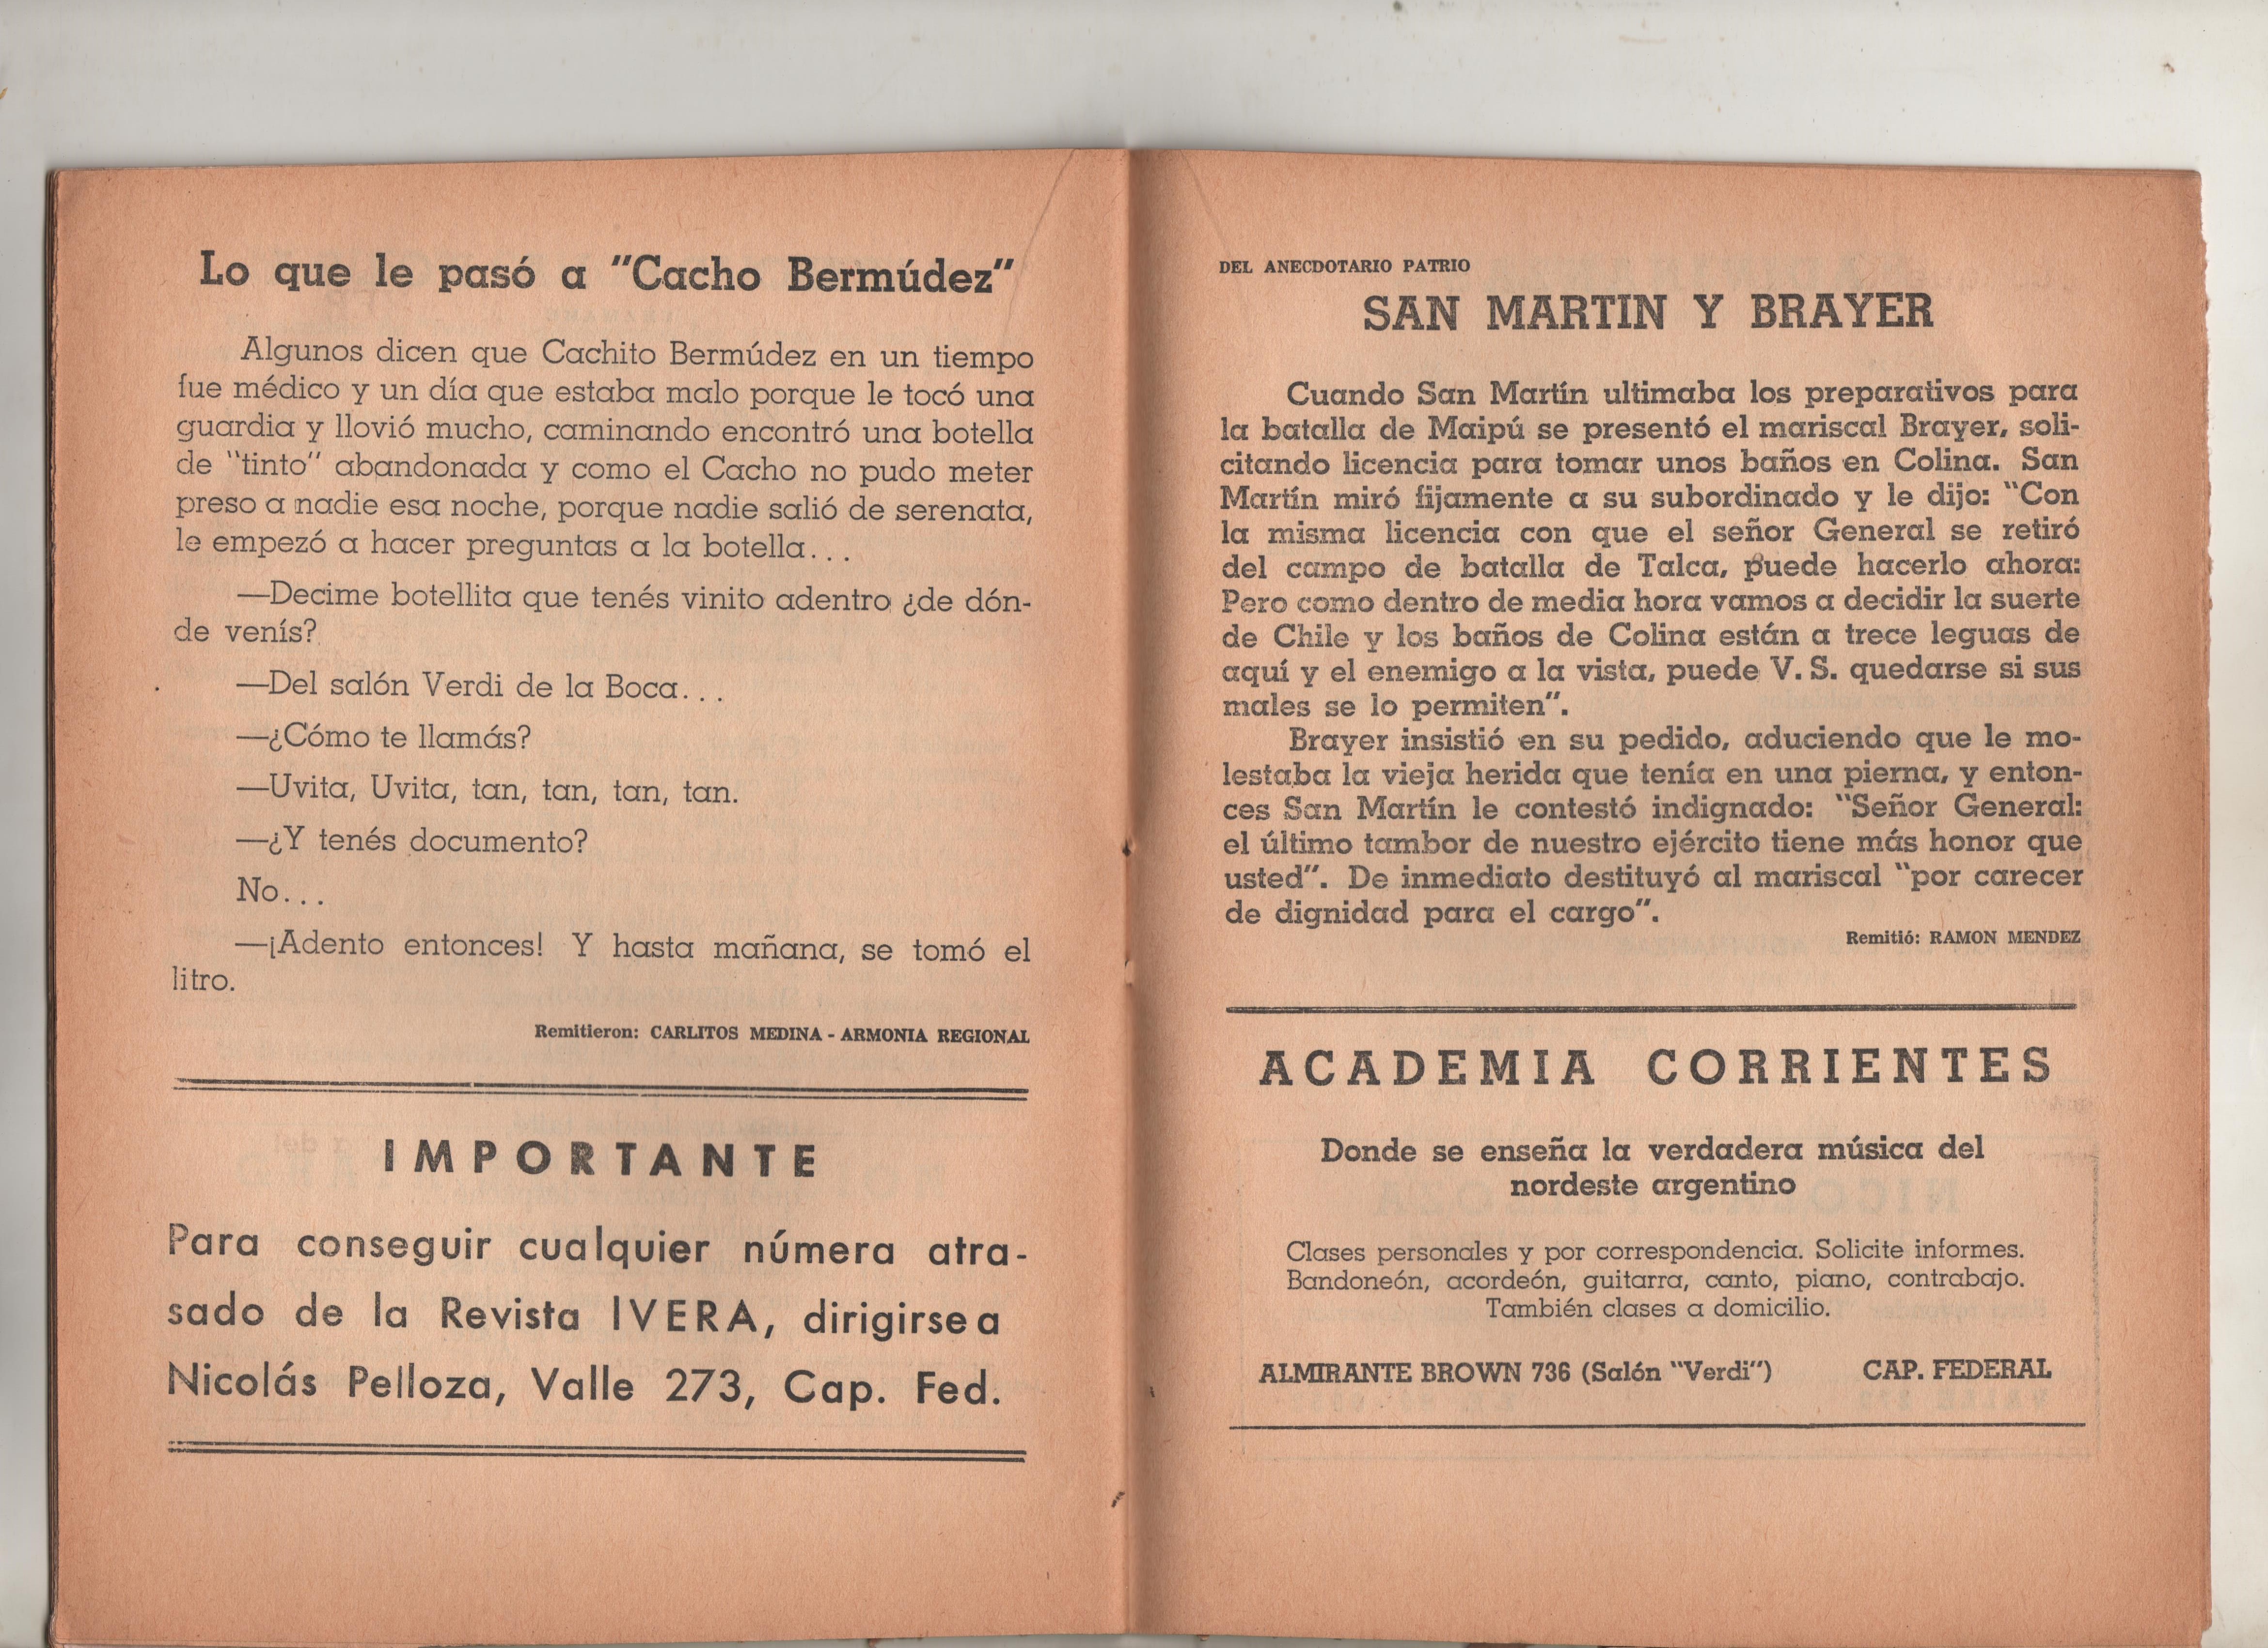 Lo que le pasó a "Cacho Bermúdez"
Algunos dicen que Cachito Bermúdez en un tiempo
fue médico y un día que estaba malo porque le tocó una
guardia y llovió mucho, caminando encontró una botella
de "tinto" abandonada y como el Cacho no pudo meter
preso a nadie esa noche, porque nadie salió de serenata,
le empezó a hacer preguntas a la botella...
—Decime botellita que tenés vinito adentro ¿de dón-
de venís?
—Del salón Verdi de la Boca...
—¿Cómo te llamás?
—Uvita, Uvita, tan, tan, tan, tan.
—¿Y tenés documento?
No...
—¡Adento entonces! Y hasta mañana, se tomó el
litro.
Remitieron: CARLITOS MEDINA - ARMONIA REGIONAL
IMPORTANTE
Para conseguir cualquier númera atra-
sado de la Revista IVERA, dirigirse a
Nicolás Pelloza, Valle 273, Cap. Fed.
DEL ANECDOTARIO PATRIO
SAN MARTIN Y BRAYER
Cuando San Martín ultimaba los preparativos para
la batalla de Maipú se presentó el mariscal Brayer, soli-
citando licencia para tomar unos baños en Colina. San
Martín miró fijamente a su subordinado y le dijo: "Con
la misma licencia con que el señor General se retiró
del campo de batalla de Talca, puede hacerlo ahora:
Pero como dentro de media hora vamos a decidir la suerte
de Chile y los baños de Colina están a trece leguas de
aquí y el enemigo a la vista, puede V. S. quedarse si sus
males se lo permiten".
Brayer insistió en su pedido, aduciendo que le mo-
lestaba la vieja herida que tenía en una pierna, y enton-
ces San Martín le contestó indignado: "Señor General:
el último tambor de nuestro ejército tiene más honor que
usted". De inmediato destituyó al mariscal "por carecer
de dignidad para el cargo".
Remitió: RAMON MENDEZ
ACADEMIA CORRIENTES
Donde se enseña la verdadera música del
nordeste argentino
Clases personales y por correspondencia. Solicite informes.
Bandoneón, acordeón, guitarra, canto, piano, contrabajo.
También clases a domicilio.
ALMIRANTE BROWN 736 (Salón "Verdi") CAP. FEDERAL